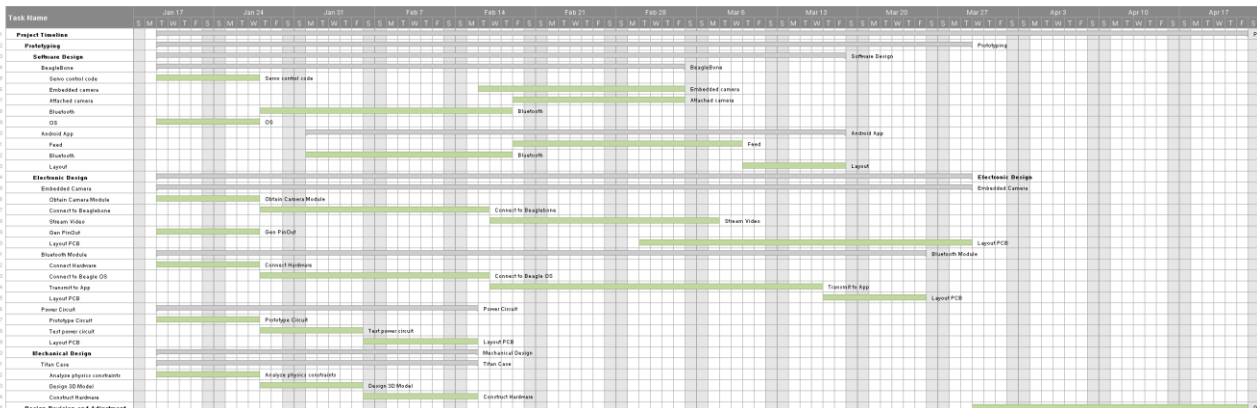 Task Name
Jan 17 Jan 24 Jan 31 Feb 7 Feb 14 Feb 21 Feb 28 Mar 6 Mar 13 Mar 20 Mar 27 Apr 3 Apr 10 Apr 17
S M T W T F S S M T W T F S S M T W T F S S M T W T F S S M T W T F S S M T W T F S S M T W T F S S M T W T F S S M T W T F S S M T W T F S S M T W T F S S M T W T F S S M T W T F S S M T W T F S
Project Timeline
Prototyping Prototyping
Software Design Software Design
BeagleBone BeagleBone
Servo control code Servo control code
Embedded camera Embedded camera
Attached camera Attached camera
Bluetooth Bluetooth
OS OS
Android App Android App
Feed Feed
Bluetooth Bluetooth
Layout Layout
Electronic Design Electronic Design
Embedded Camera Embedded Camera
Obtain Camera Module Obtain Camera Module
Connect to Beaglebone Connect to Beaglebone
Stream Video Stream Video
Gen PinOut Gen PinOut
Layout PCB Layout PCB
Bluetooth Module Bluetooth Module
Connect Hardware Connect Hardware
Connect to Beagle OS Connect to Beagle OS
Transmit to App Transmit to App
Layout PCB Layout PCB
Power Circuit Power Circuit
Prototype Circuit Prototype Circuit
Test power circuit Test power circuit
Layout PCB Layout PCB
Mechanical Design Mechanical Design
Titan Case Titan Case
Analyze physics constraints Analyze physics constraints
Design 3D Model Design 3D Model
Construct Hardware Construct Hardware
Design Revision and Adjustment